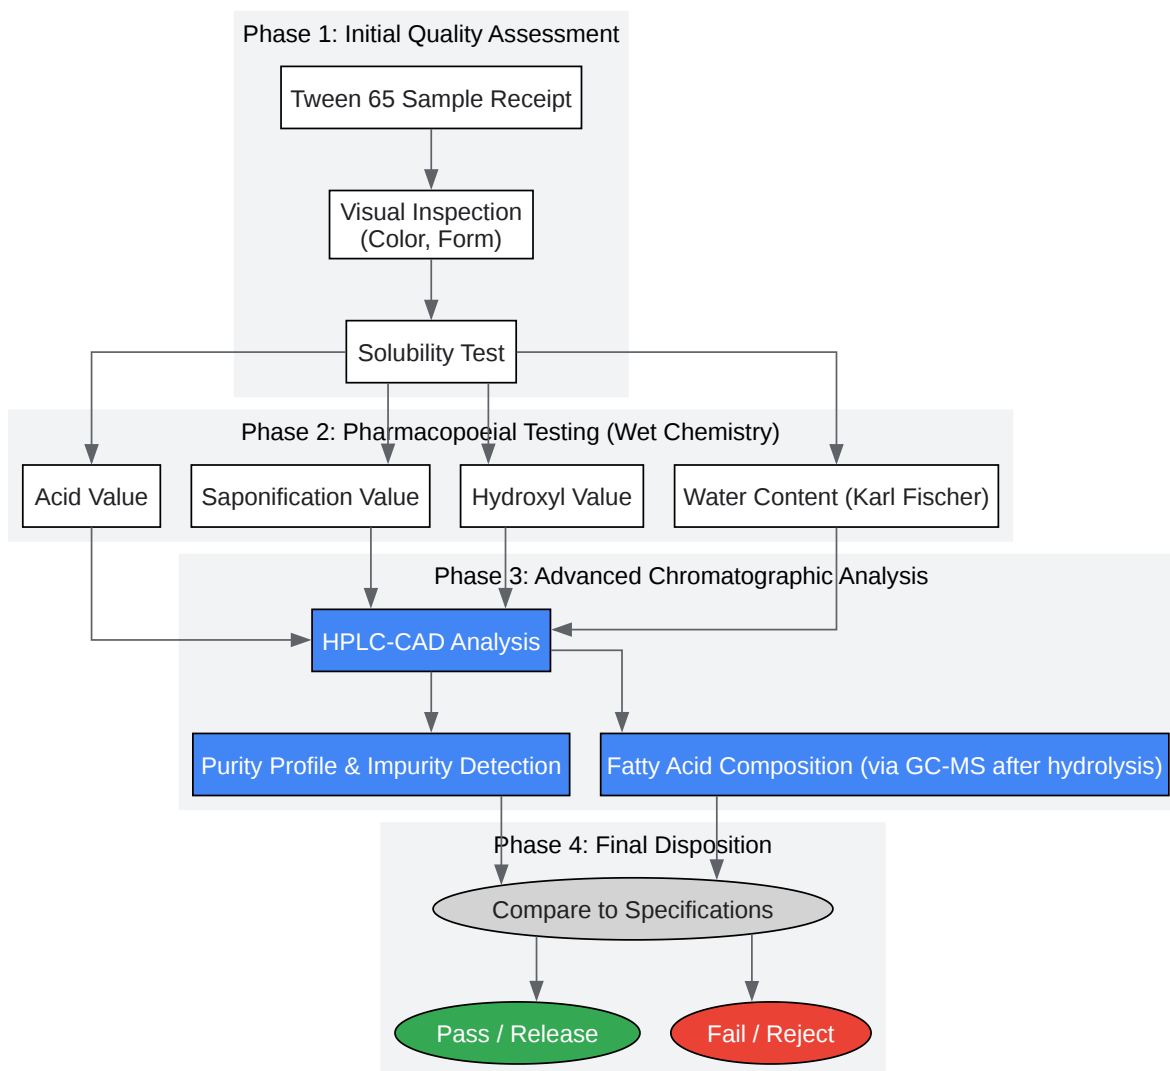 Phase 1: Initial Quality Assessment
Tween 65 Sample Receipt
Visual Inspection
(Color, Form)
Solubility Test
Phase 2: Pharmacopoeial Testing (Wet Chemistry)
Acid Value
Saponification Value
Hydroxyl Value
Water Content (Karl Fischer)
Phase 3: Advanced Chromatographic Analysis
HPLC-CAD Analysis
Purity Profile & Impurity Detection
Fatty Acid Composition (via GC-MS after hydrolysis)
Phase 4: Final Disposition
Compare to Specifications
Pass / Release
Fail / Reject